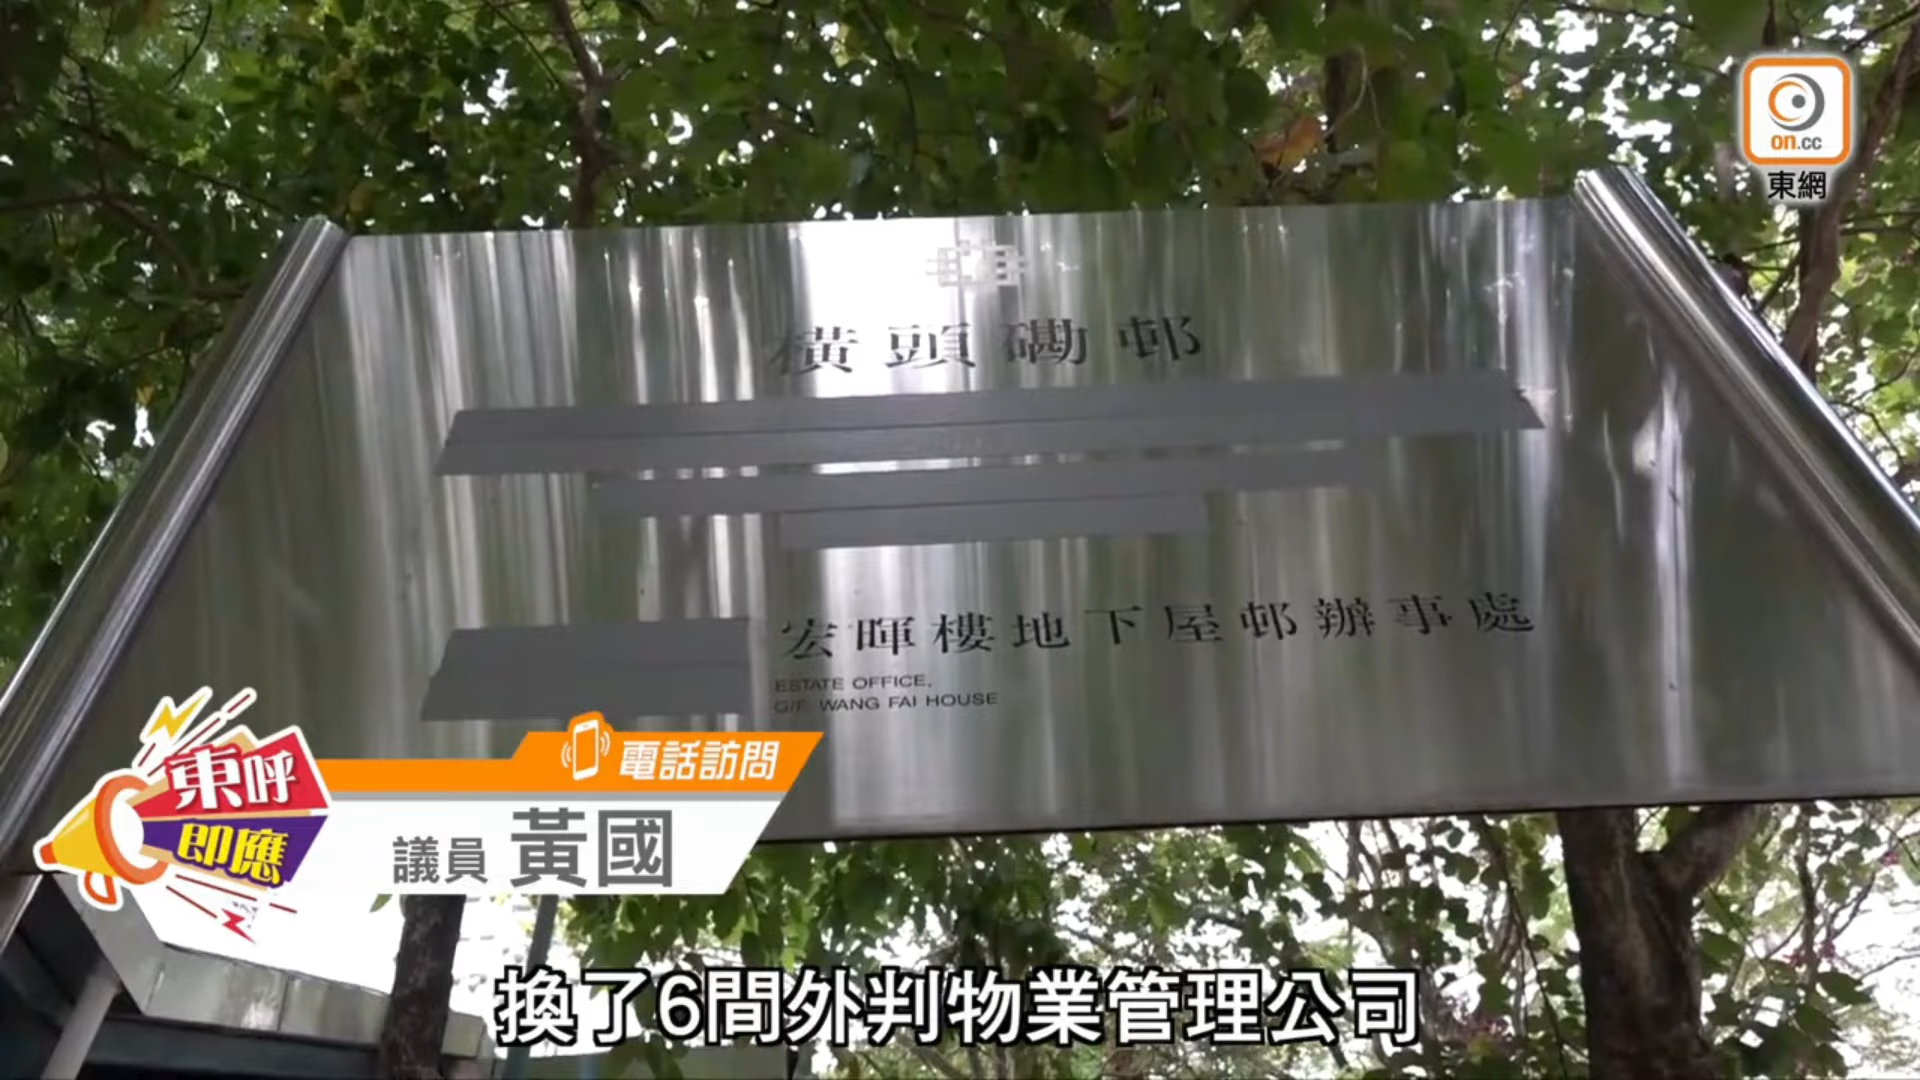 on.cc
東網
橫頭磡邨
宏暉樓地下屋邨辦事處
ESTATE OFFICE,
G/F WANG FAI HOUSE
東呼
即應
電話訪問
議員 黃國
換了6間外判物業管理公司